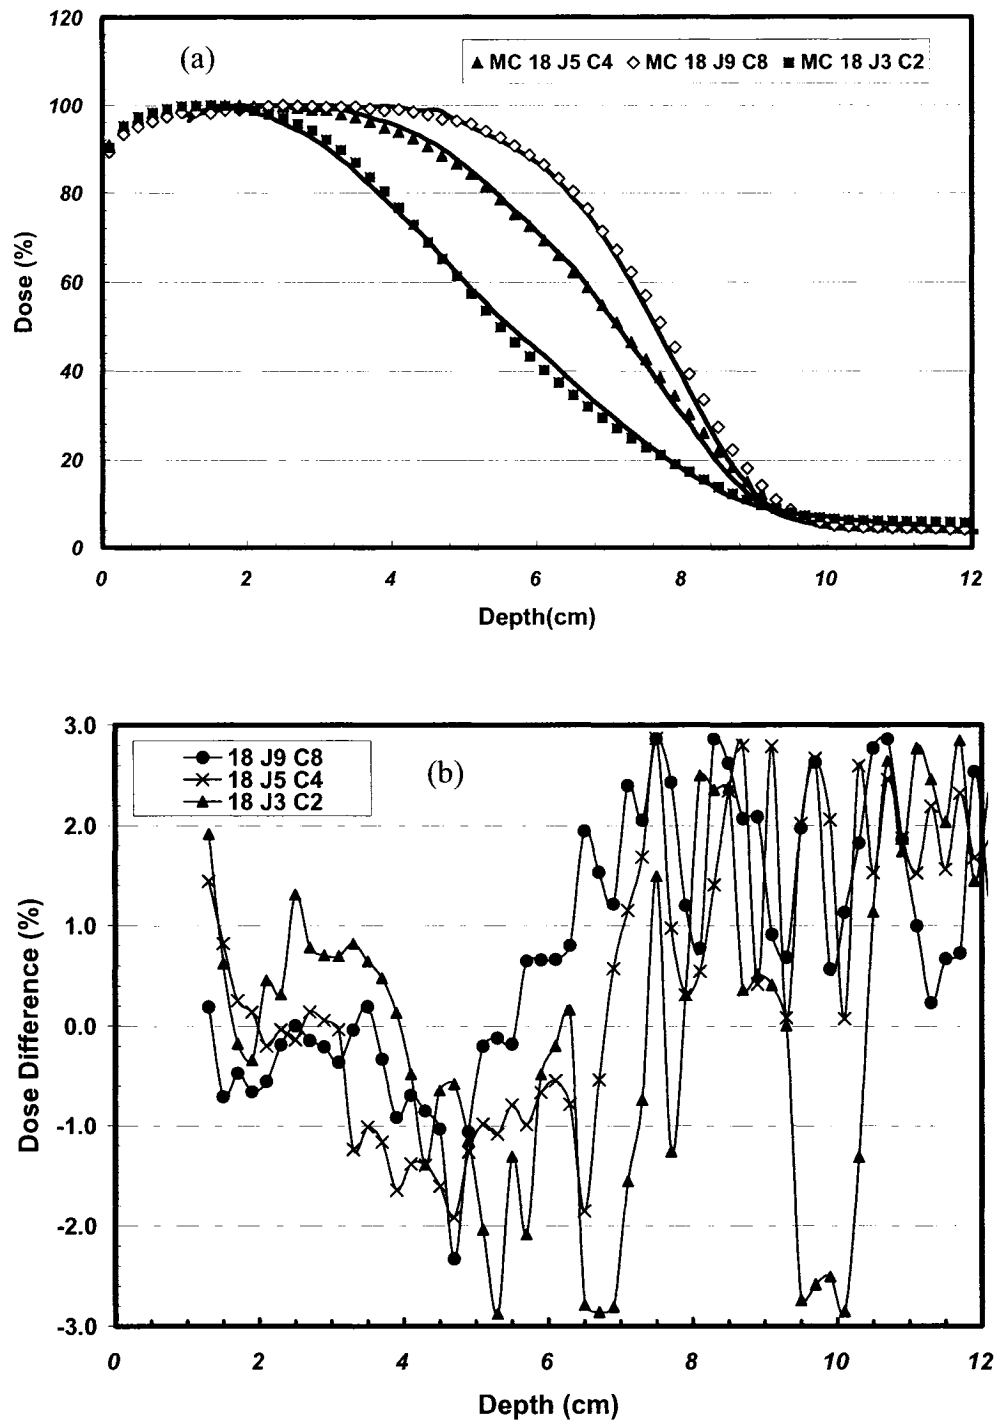 120
(a)
MC 18 J5 C4 MC 18 J9 C8 MC 18 J3 C2
100
80
60
40
20
0
Dose (%)
0 2 4 6 8 10 12
Depth(cm)
3.0
18 J9 C8
18 J5 C4
18 J3 C2
(b)
2.0
1.0
0.0
-1.0
-2.0
-3.0
Dose Difference (%)
0 2 4 6 8 10 12
Depth (cm)